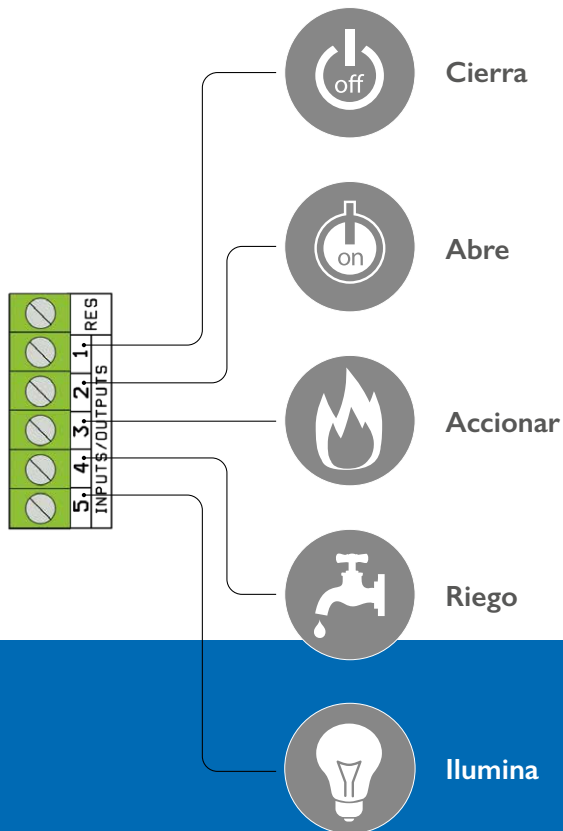 off
Cierra
on
Abre
RES
1.
2.
3.
4.
5.
INPUTS/OUTPUTS
Accionar
Riego
Ilumina